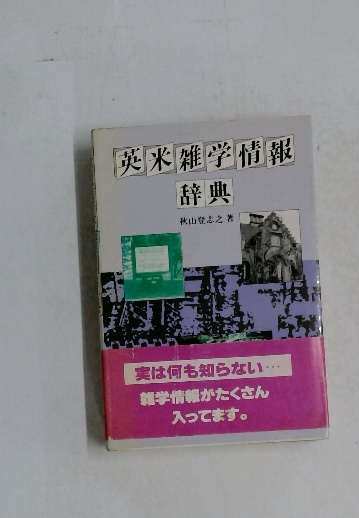 英米雑学情報
辞典
秋山登志之著
実は何も知らない…
雑学情報がたくさん
入ってます。